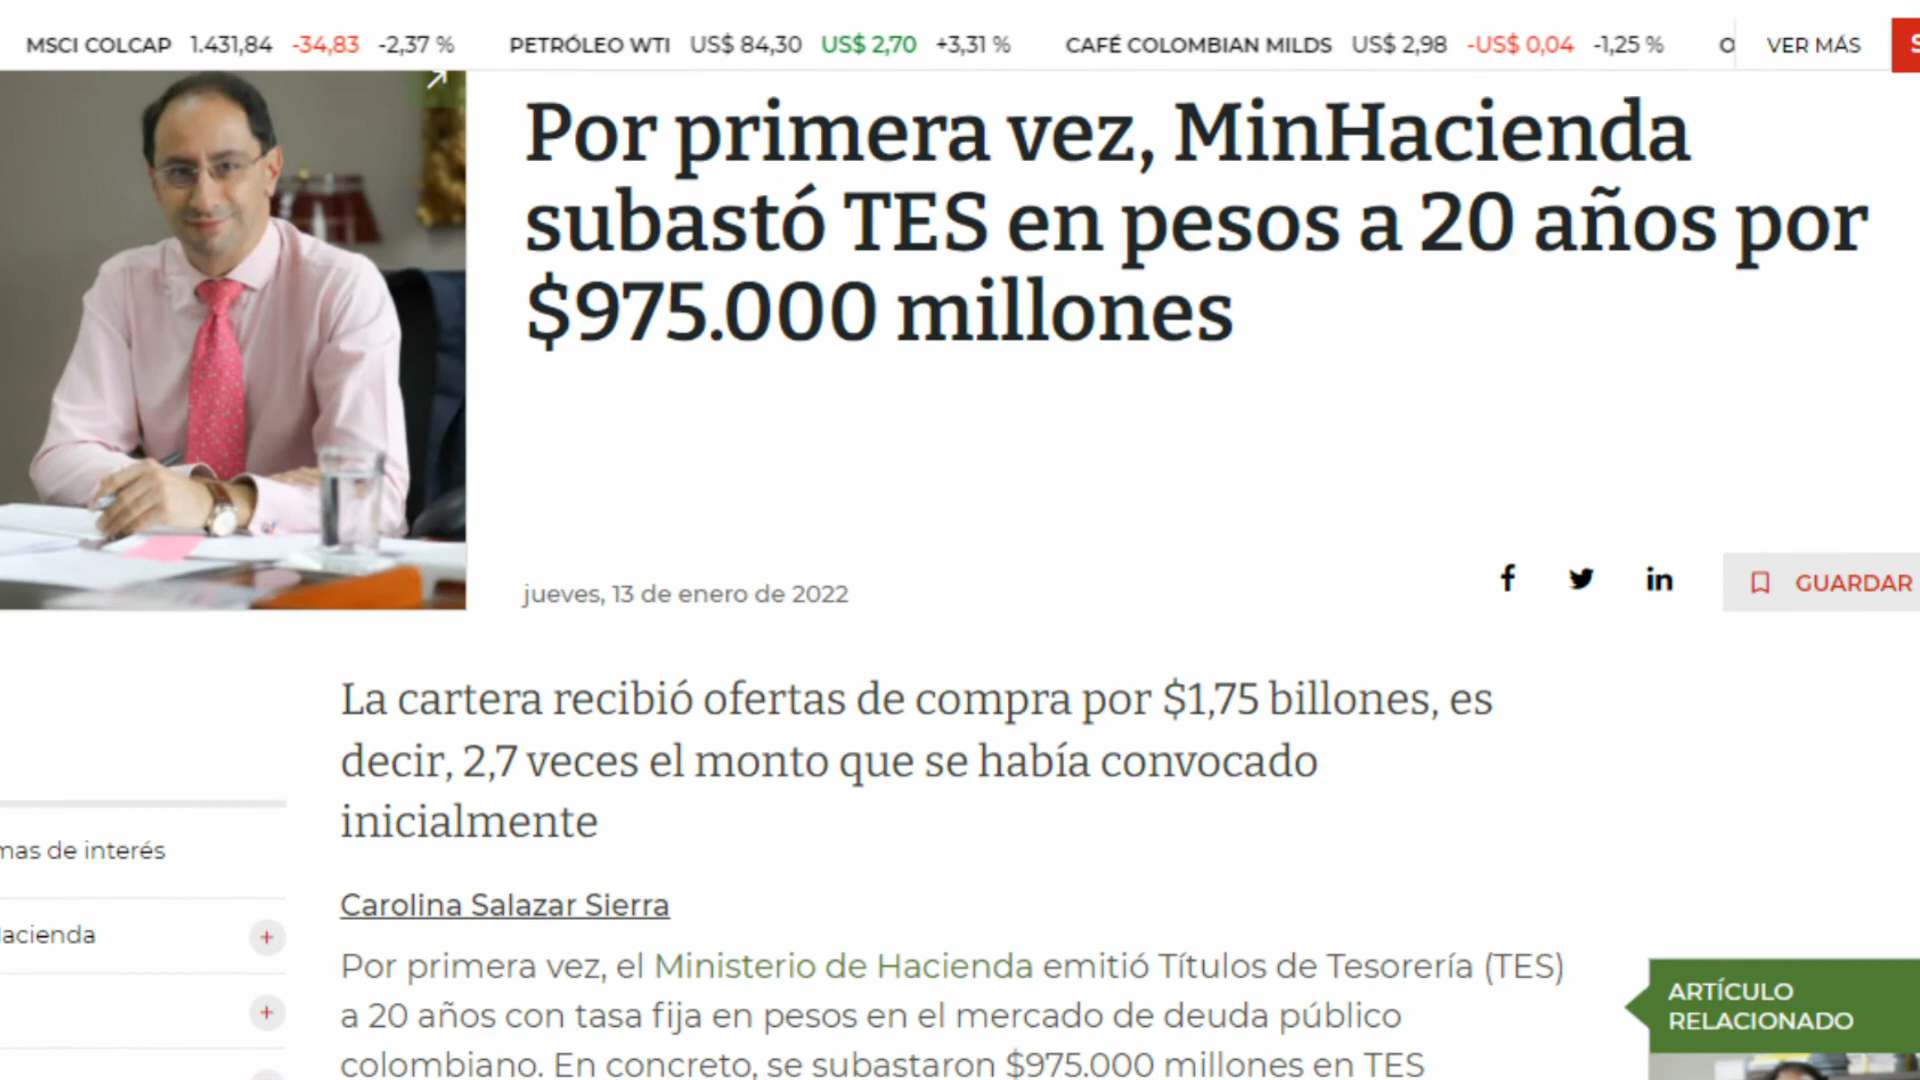 MSCI COLCAP 1.431,84 -34,83 -2,37 % PETRÓLEO WTI US$ 84,30 US$ 2,70 +3,31 % CAFÉ COLOMBIAN MILDS US$ 2,98 -US$ 0,04 -1,25 % VER MÁS
Por primera vez, MinHacienda
subastó TES en pesos a 20 años por
$975.000 millones
jueves, 13 de enero de 2022
GUARDAR
La cartera recibió ofertas de compra por $1,75 billones, es
decir, 2,7 veces el monto que se había convocado
inicialmente
mas de interés
acienda
Carolina Salazar Sierra
Por primera vez, el Ministerio de Hacienda emitió Títulos de Tesorería (TES)
a 20 años con tasa fija en pesos en el mercado de deuda público
colombiano. En concreto, se subastaron $975.000 millones en TES
ARTÍCULO
RELACIONADO